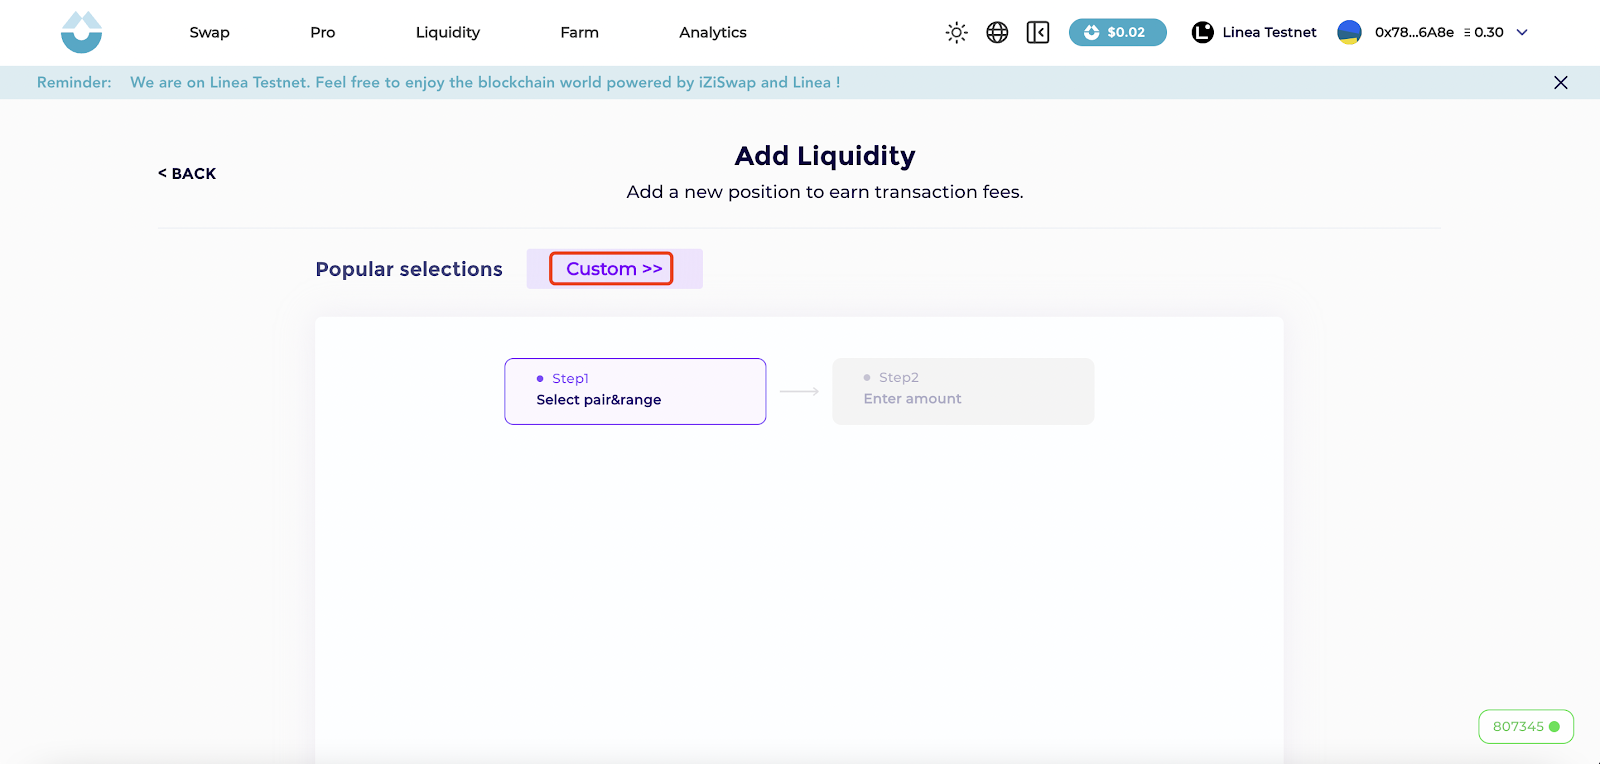 Swap Pro Liquidity Farm Analytics $0.02 Linea Testnet 0x78...6A8e Ξ 0.30
Reminder: We are on Linea Testnet. Feel free to enjoy the blockchain world powered by iZiSwap and Linea !
Add Liquidity
< BACK
Add a new position to earn transaction fees.
Popular selections Custom >>
Step1
Select pair&range
Step2
Enter amount
807345